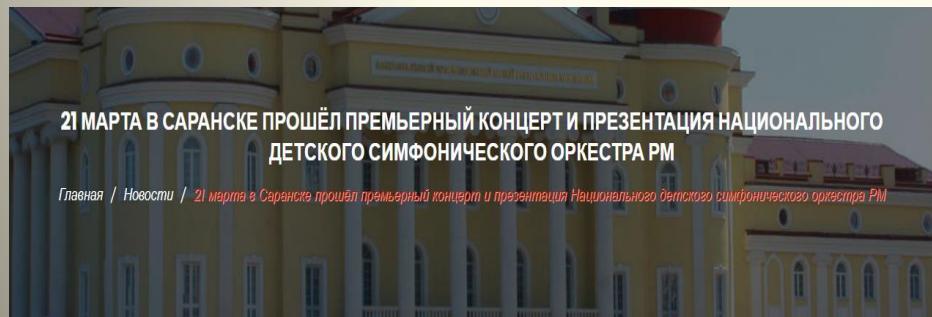 21 МАРТА В САРАНСКЕ ПРОШЁЛ ПРЕМЬЕРНЫЙ КОНЦЕРТ И ПРЕЗЕНТАЦИЯ НАЦИОНАЛЬНОГО
ДЕТСКОГО СИМФОНИЧЕСКОГО ОРКЕСТРА РМ
Главная / Новости / 21 марта в Саранске прошёл премьерный концерт и презентация Национального детского симфонического оркестра РМ